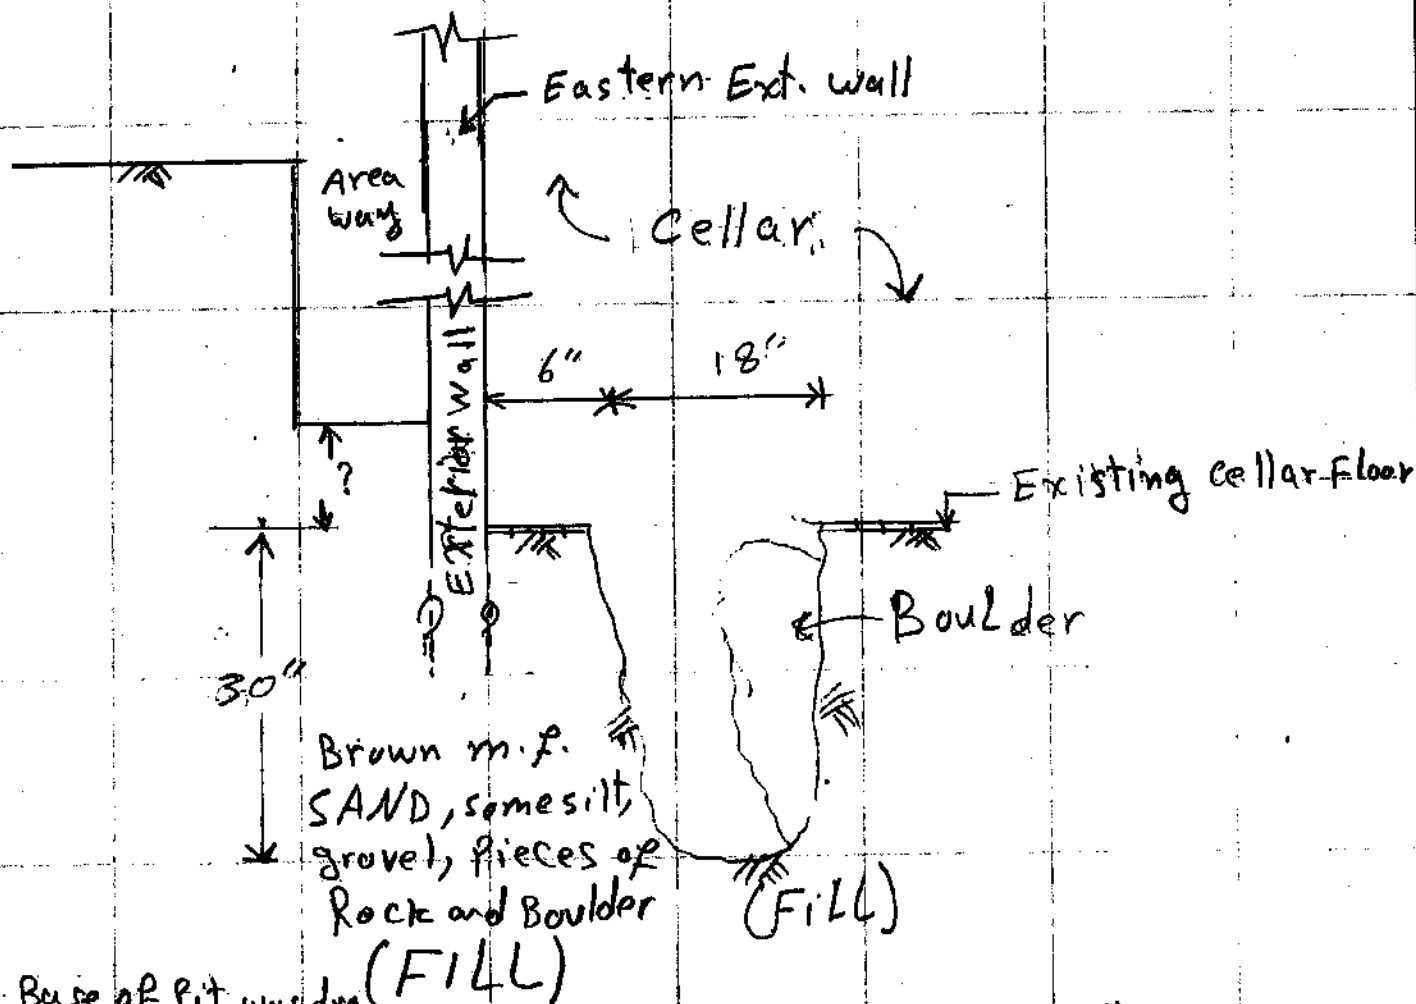 Eastern Ext. wall
Area
way
Cellar
6"
18"
Exterior Wall
?
Existing Cellar Floor
Boulder
30"
Brown m.f.
SAND, some silt,
gravel, Pieces of
Rock and Boulder
(FILL)
(FILL)
Base of Pit was